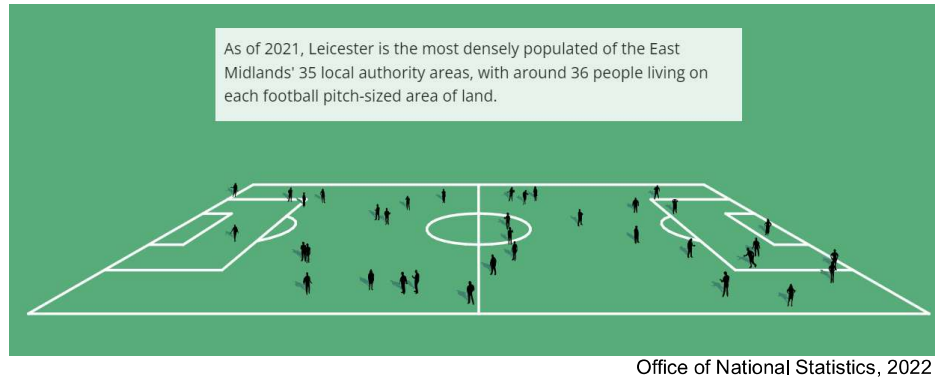 As of 2021, Leicester is the most densely populated of the East
Midlands' 35 local authority areas, with around 36 people living on
each football pitch-sized area of land.
Office of National Statistics, 2022